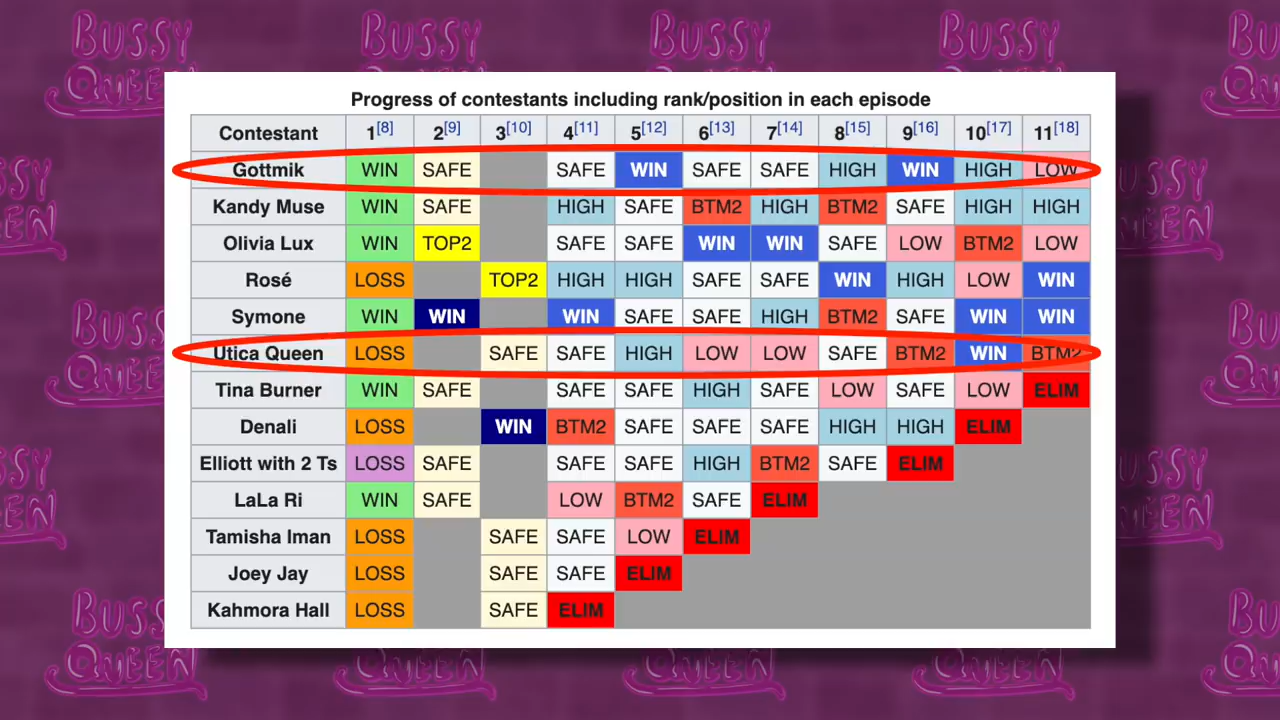 BUSSY QUEEN
BUSSY QUEEN
BUSSY QUEEN
BUSSY QUEEN
Progress of contestants including rank/position in each episode
Contestant 1[8] 2[9] 3[10] 4[11] 5[12] 6[13] 7[14] 8[15] 9[16] 10[17] 11[18]
Gottmik WIN SAFE SAFE WIN SAFE SAFE HIGH WIN HIGH LOW
Kandy Muse WIN SAFE HIGH SAFE BTM2 HIGH BTM2 SAFE HIGH HIGH
Olivia Lux WIN TOP2 SAFE SAFE WIN WIN SAFE LOW BTM2 LOW
Rosé LOSS TOP2 HIGH HIGH SAFE SAFE WIN HIGH LOW WIN
Symone WIN WIN WIN SAFE SAFE HIGH BTM2 SAFE WIN WIN
Utica Queen LOSS SAFE SAFE HIGH LOW LOW SAFE BTM2 WIN BTM2
Tina Burner WIN SAFE SAFE SAFE HIGH SAFE LOW SAFE LOW ELIM
Denali LOSS WIN BTM2 SAFE SAFE SAFE HIGH HIGH ELIM
Elliott with 2 Ts LOSS SAFE SAFE SAFE HIGH BTM2 SAFE ELIM
LaLa Ri WIN SAFE LOW BTM2 SAFE ELIM
Tamisha Iman LOSS SAFE SAFE LOW ELIM
Joey Jay LOSS SAFE SAFE ELIM
Kahmora Hall LOSS SAFE ELIM